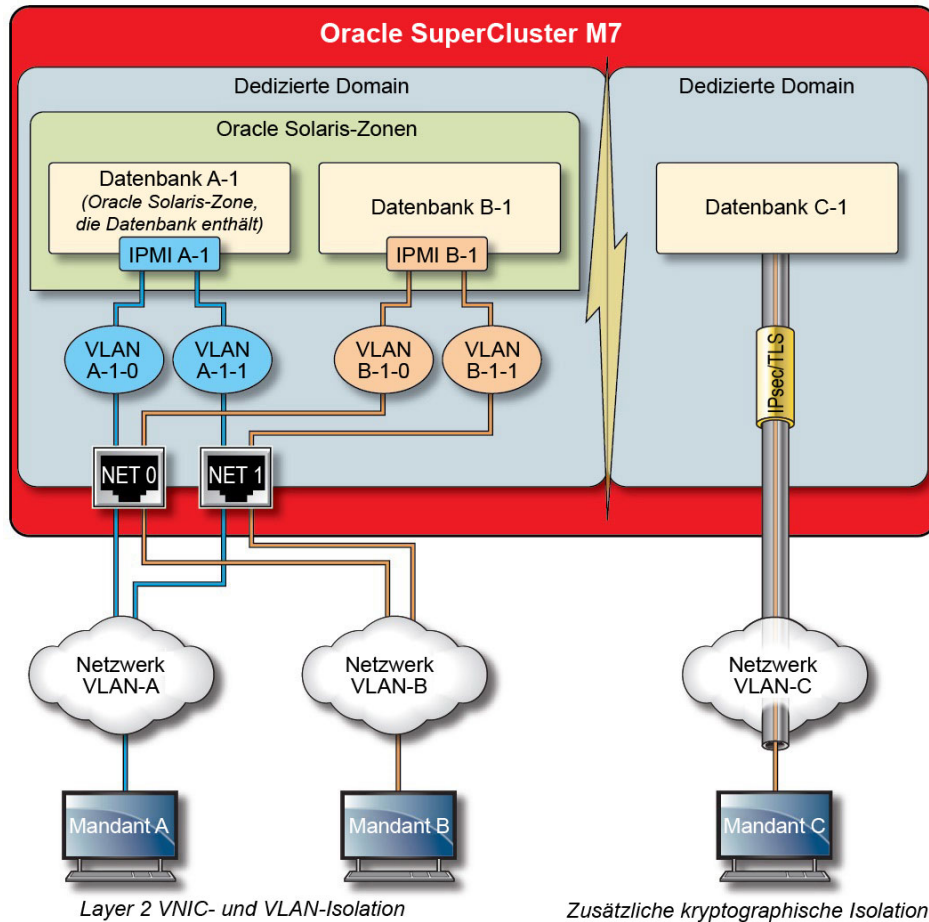 Oracle SuperCluster M7
Dedizierte Domain
Dedizierte Domain
Oracle Solaris-Zonen
Datenbank A-1
(Oracle Solaris-Zone,
die Datenbank enthält)
Datenbank B-1
Datenbank C-1
IPMI A-1
IPMI B-1
VLAN
A-1-0
VLAN
A-1-1
VLAN
B-1-0
VLAN
B-1-1
IPsec/TLS
NET 0
NET 1
Netzwerk
VLAN-A
Netzwerk
VLAN-B
Netzwerk
VLAN-C
Mandant A
Mandant B
Mandant C
Layer 2 VNIC- und VLAN-Isolation
Zusätzliche kryptographische Isolation